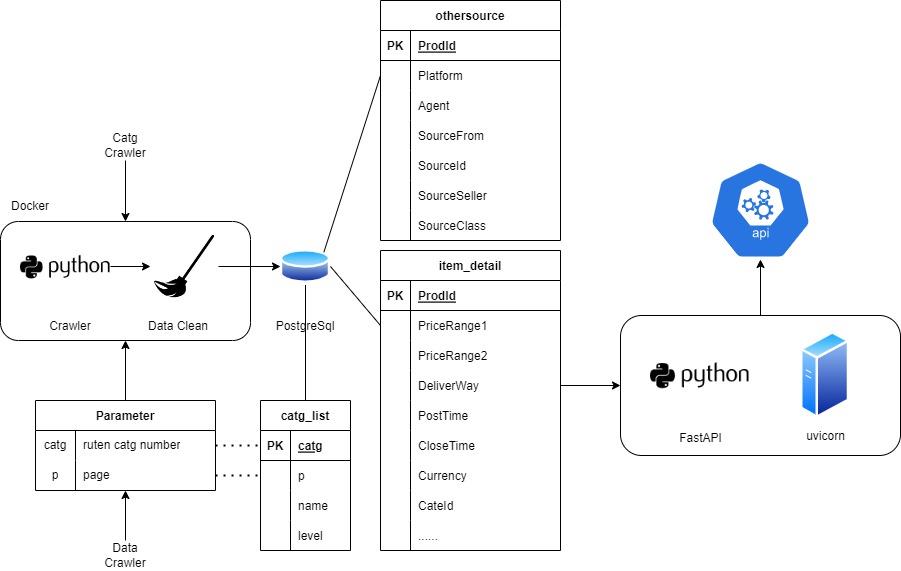 othersource
PK ProdId
Platform
Agent
SourceFrom
SourceId
SourceSeller
SourceClass
Catg
Crawler
Docker
python
Crawler
Data Clean
PostgreSql
item_detail
PK ProdId
PriceRange1
PriceRange2
DeliverWay
PostTime
CloseTime
Currency
CateId
......
Parameter
catg ruten catg number
p page
Data
Crawler
catg_list
PK catg
p
name
level
api
python
FastAPI
uvicorn